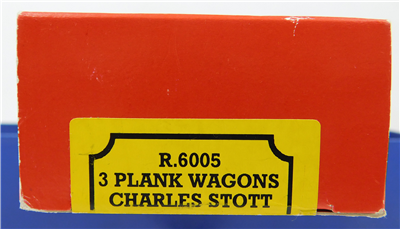 R.6005
3 PLANK WAGONS
CHARLES STOTT